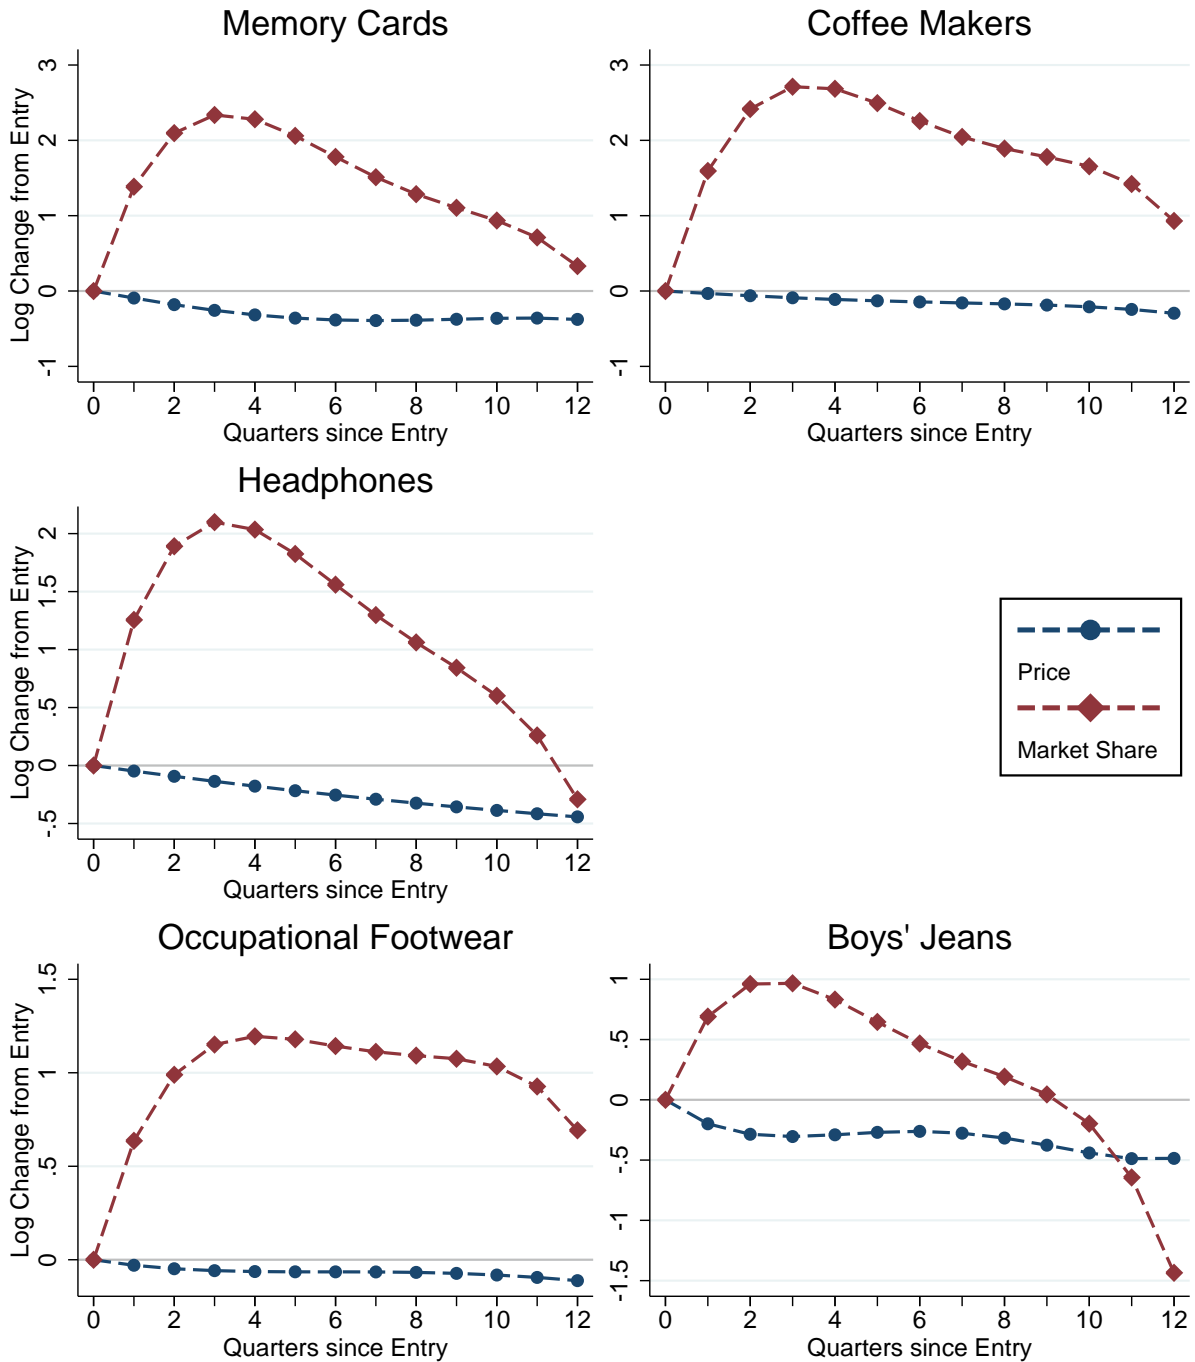 Memory Cards
Log Change from Entry
3
2
1
0
-1
0 2 4 6 8 10 12
Quarters since Entry
Coffee Makers
3
2
1
0
-1
0 2 4 6 8 10 12
Quarters since Entry
Headphones
Log Change from Entry
2
1.5
1
.5
0
-.5
0 2 4 6 8 10 12
Quarters since Entry
Price
Market Share
Occupational Footwear
Log Change from Entry
1.5
1
.5
0
0 2 4 6 8 10 12
Quarters since Entry
Boys' Jeans
1
.5
0
-.5
-1
-1.5
0 2 4 6 8 10 12
Quarters since Entry